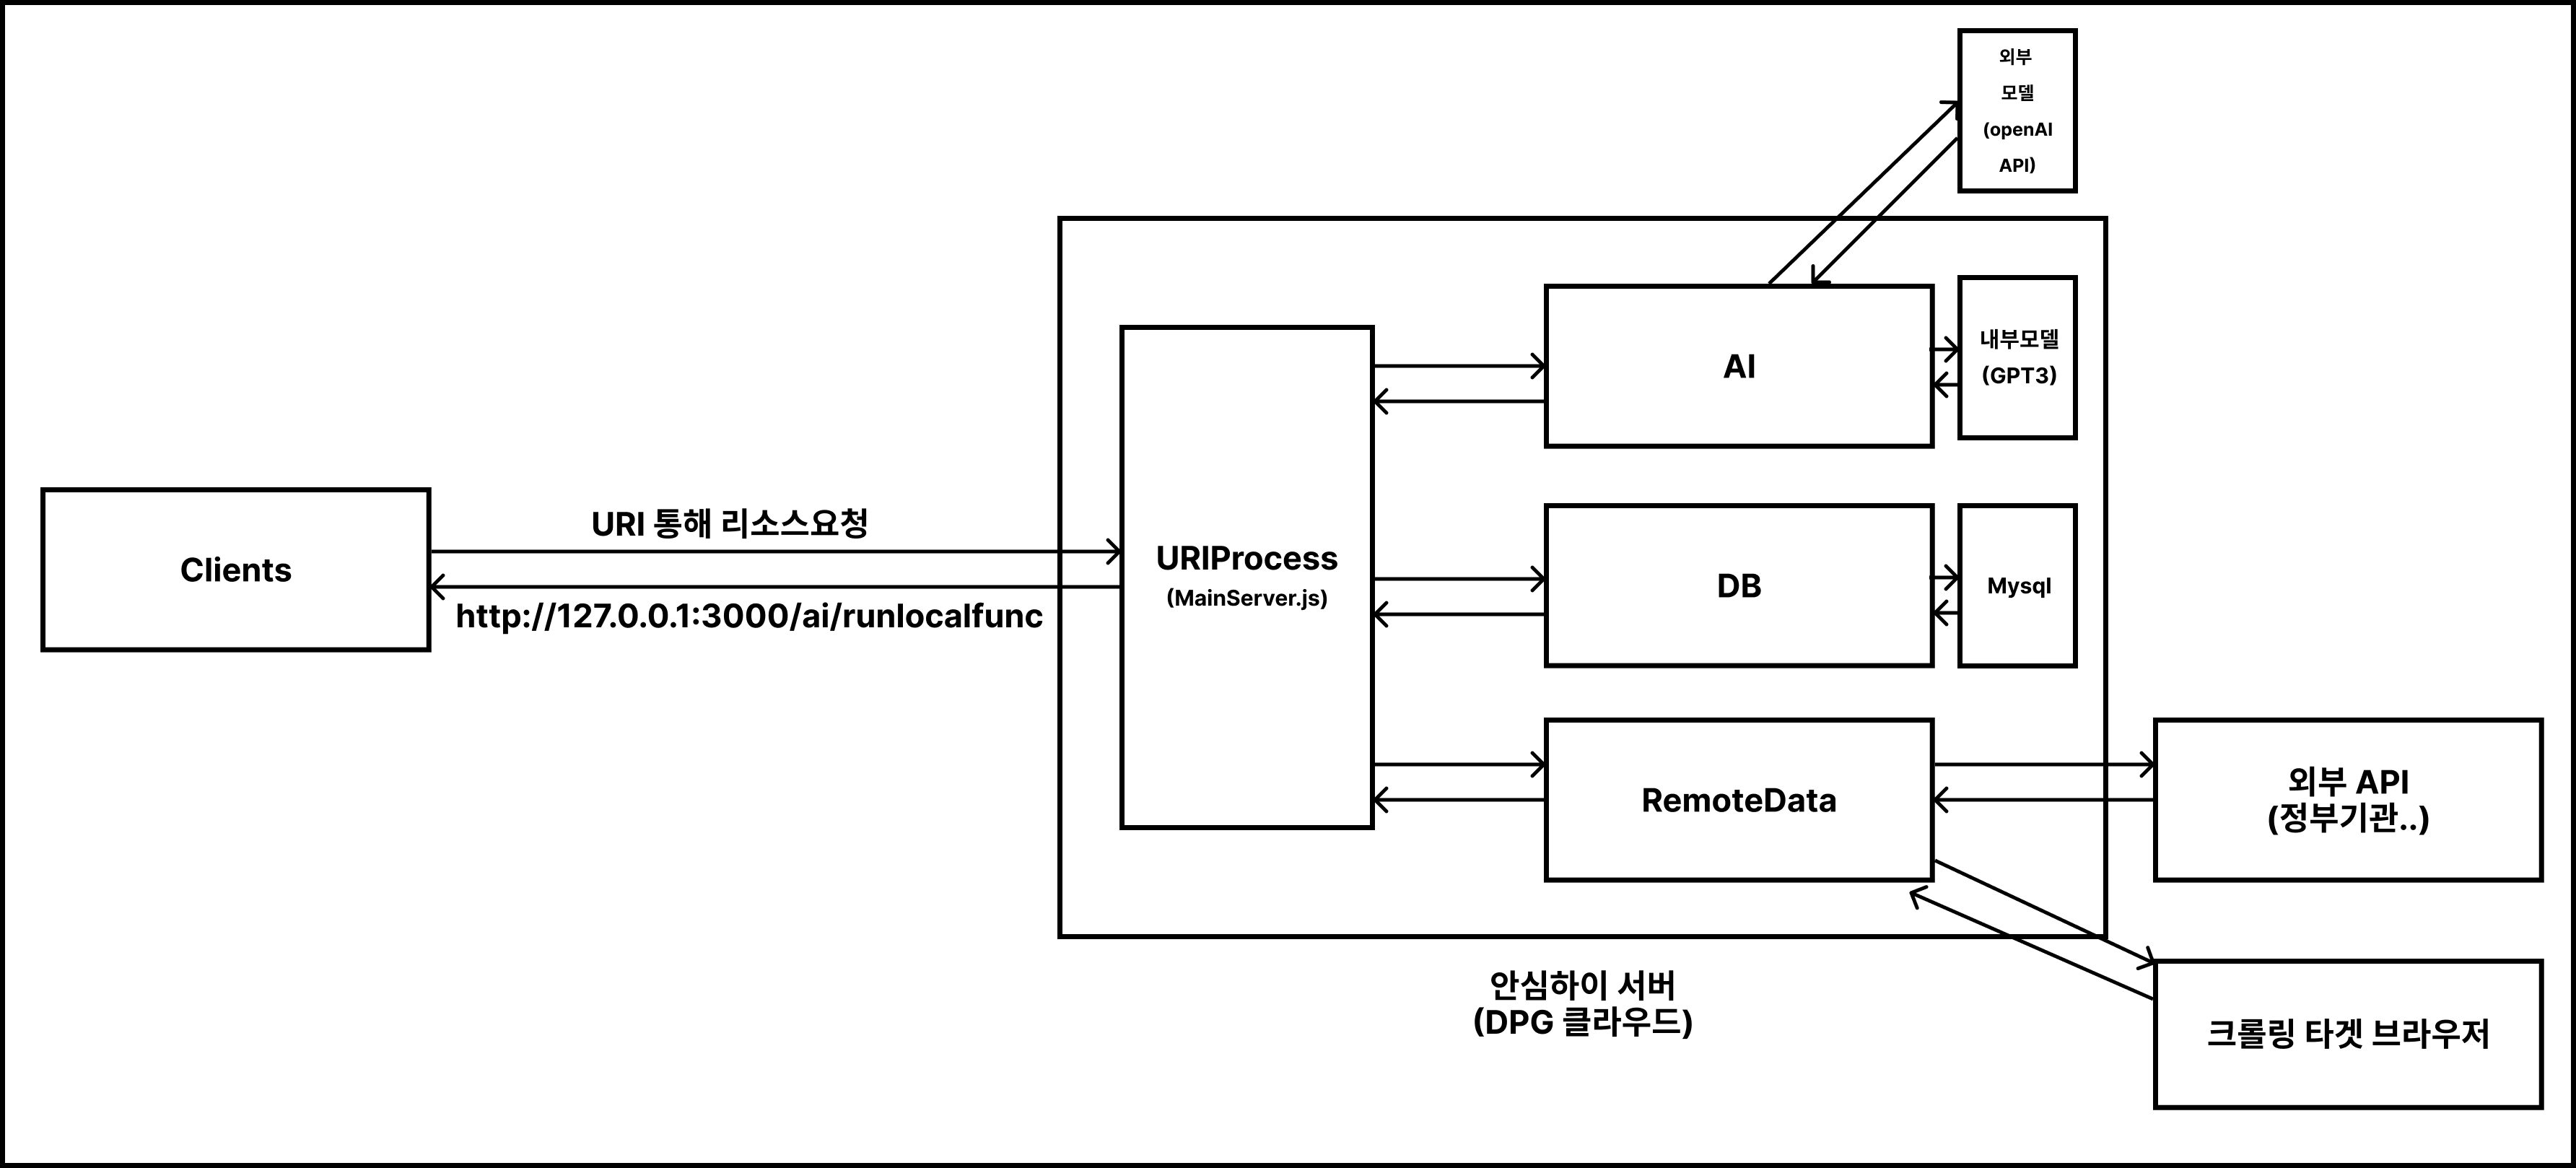 외부
모델
(openAI
API)
AI
내부모델
(GPT3)
Clients
URI 통해 리소스요청
http://127.0.0.1:3000/ai/runlocalfunc
URIProcess
(MainServer.js)
DB
Mysql
RemoteData
외부 API
(정부기관..)
안심하이 서버
(DPG 클라우드)
크롤링 타겟 브라우저